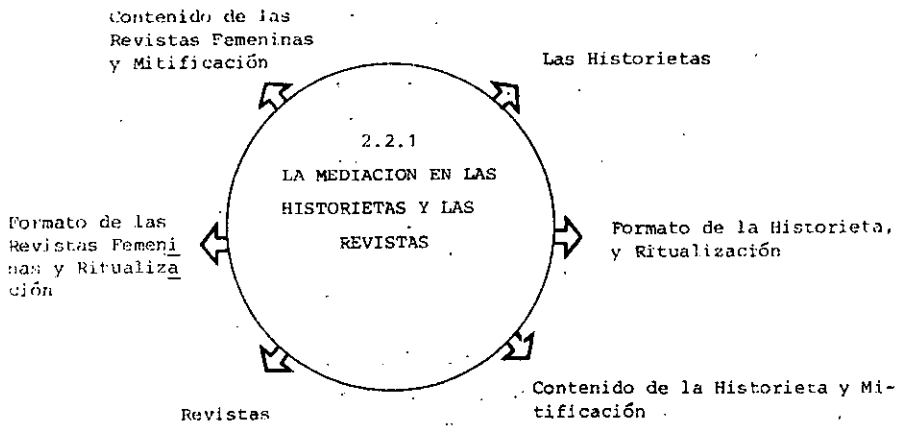 Contenido de las
Revistas Femeninas
y Mitificación
Las Historietas
2.2.1
LA MEDIACION EN LAS
HISTORIETAS Y LAS
REVISTAS
Formato de las
Revistas Femeni
nas y Ritualiza
ción
Formato de la Historieta,
y Ritualización
Contenido de la Historieta y Mi-
tificación
Revistas